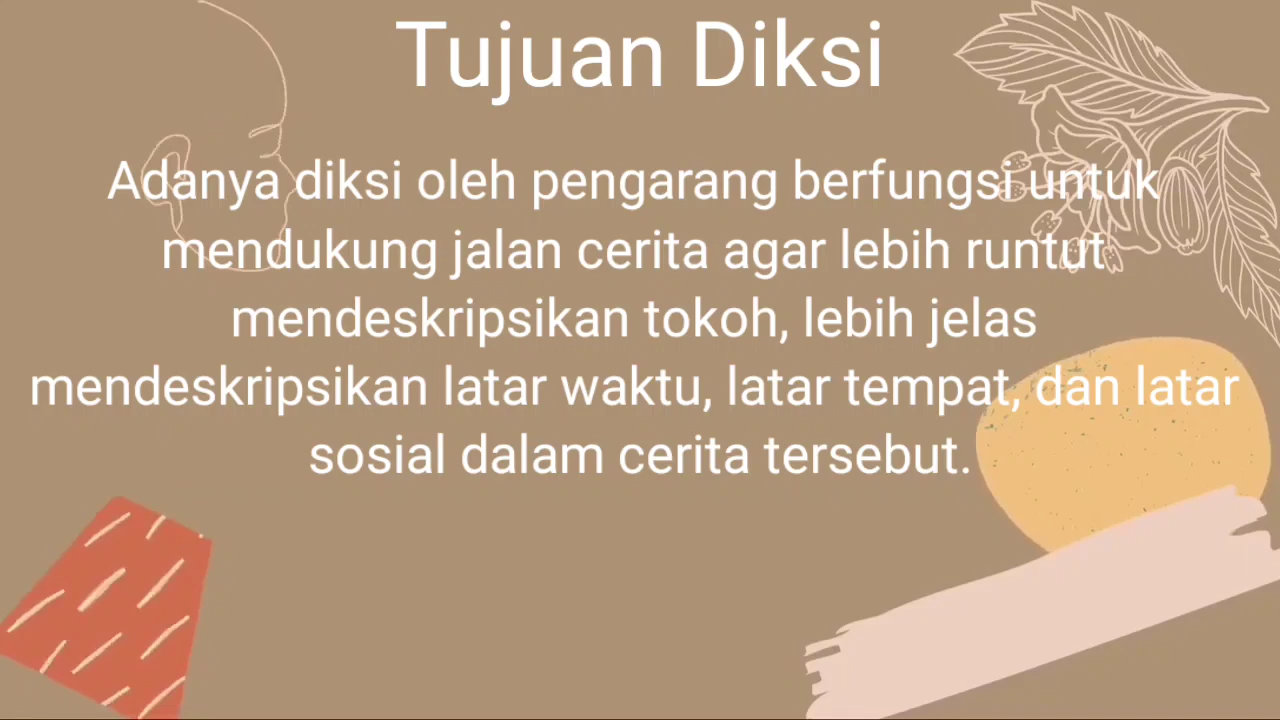 Tujuan Diksi
Adanya diksi oleh pengarang berfungsi untuk
mendukung jalan cerita agar lebih runtut
mendeskripsikan tokoh, lebih jelas
mendeskripsikan latar waktu, latar tempat, dan latar
sosial dalam cerita tersebut.